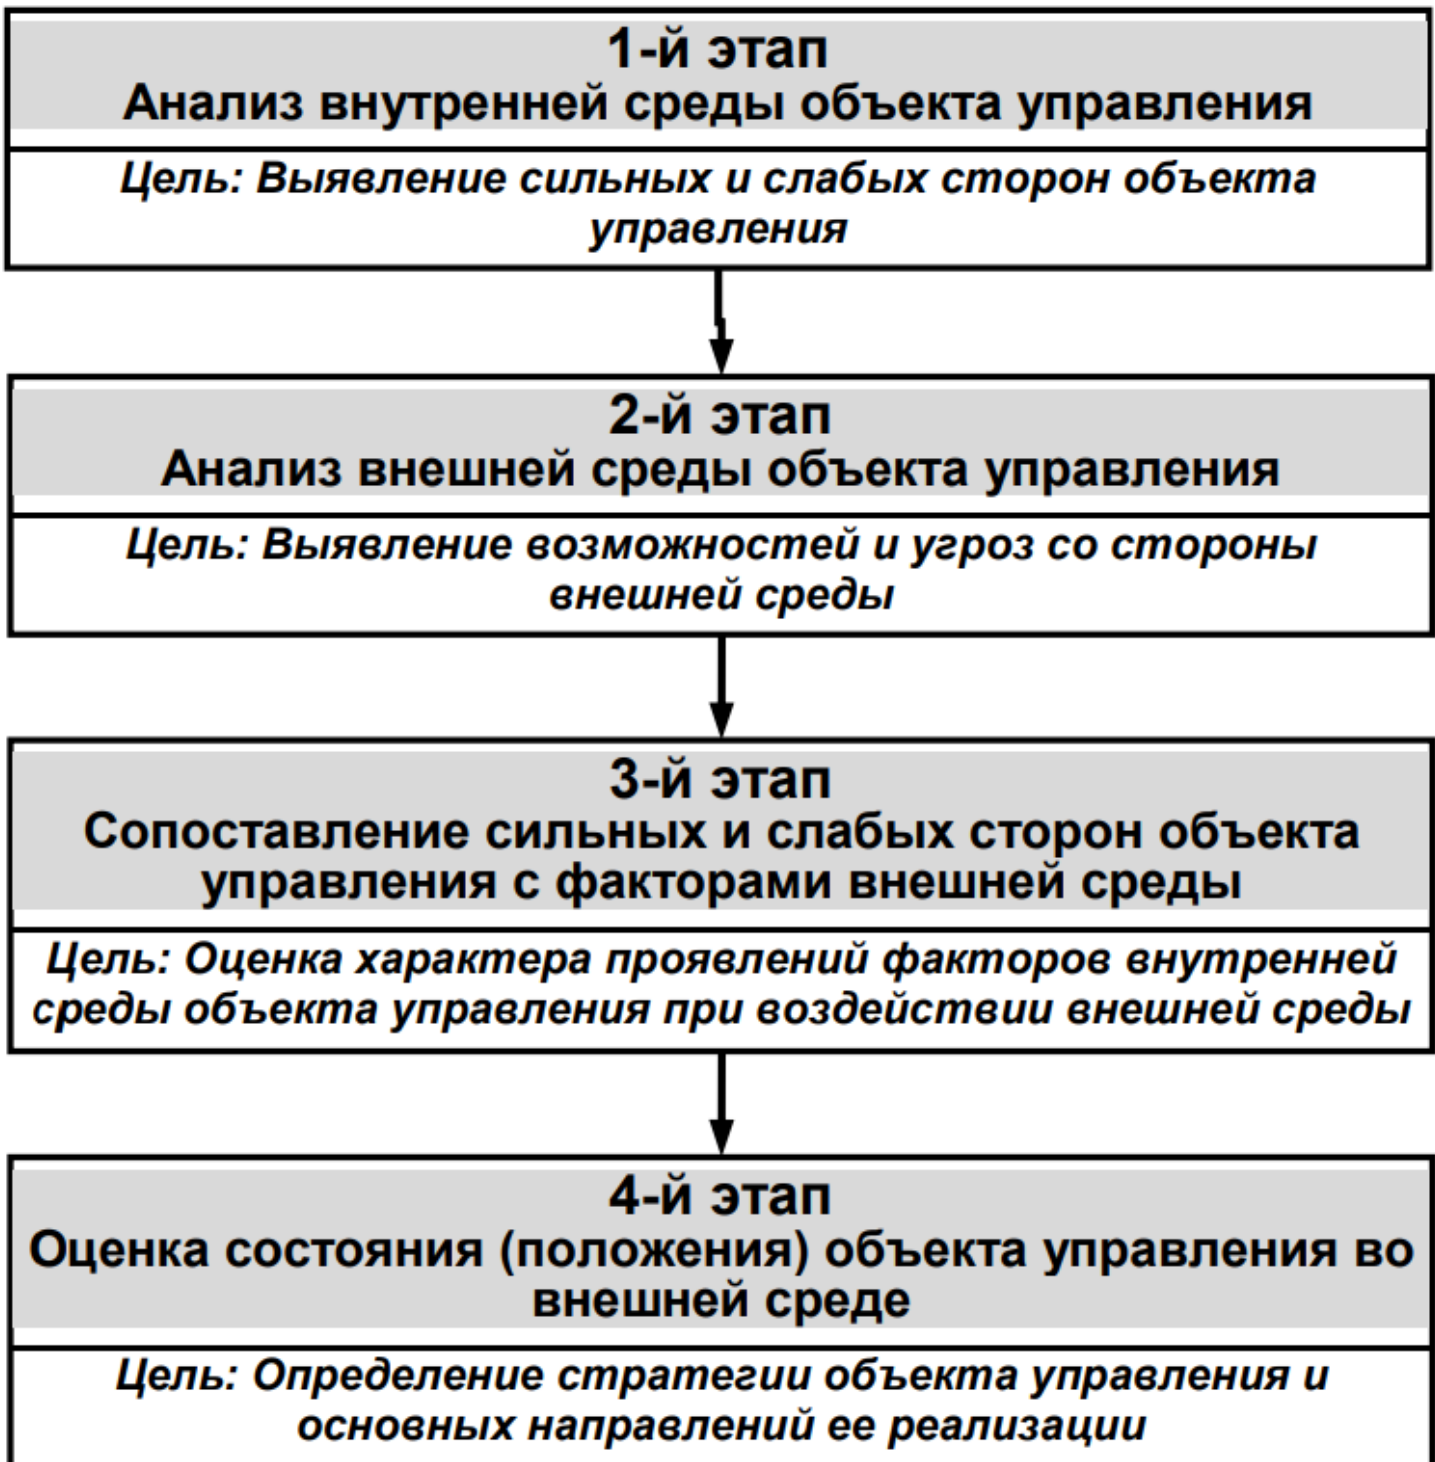 1-й этап
Анализ внутренней среды объекта управления
Цель: Выявление сильных и слабых сторон объекта
управления
2-й этап
Анализ внешней среды объекта управления
Цель: Выявление возможностей и угроз со стороны
внешней среды
3-й этап
Сопоставление сильных и слабых сторон объекта
управления с факторами внешней среды
Цель: Оценка характера проявлений факторов внутренней
среды объекта управления при воздействии внешней среды
4-й этап
Оценка состояния (положения) объекта управления во
внешней среде
Цель: Определение стратегии объекта управления и
основных направлений ее реализации